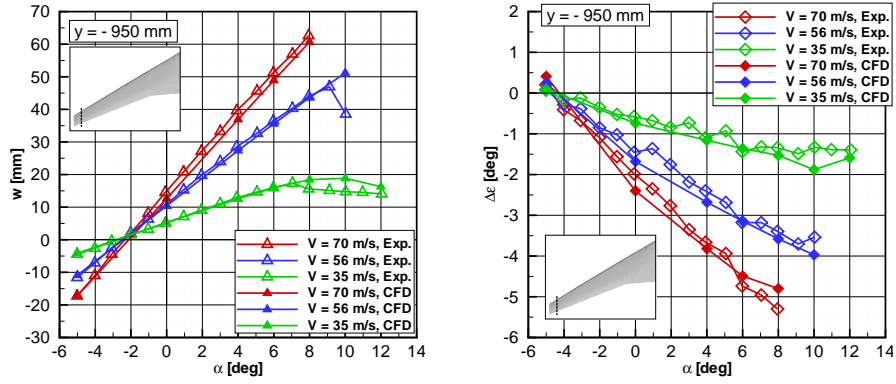 y = - 950 mm
70
60
50
40
30
20
10
0
-10
-20
-30
w [mm]
V = 70 m/s, Exp.
V = 56 m/s, Exp.
V = 35 m/s, Exp.
V = 70 m/s, CFD
V = 56 m/s, CFD
V = 35 m/s, CFD
-6 -4 -2 0 2 4 6 8 10 12 14
α [deg]
y = - 950 mm
V = 70 m/s, Exp.
V = 56 m/s, Exp.
V = 35 m/s, Exp.
V = 70 m/s, CFD
V = 56 m/s, CFD
V = 35 m/s, CFD
2
1
0
-1
-2
-3
-4
-5
-6
Δε [deg]
-6 -4 -2 0 2 4 6 8 10 12 14
α [deg]